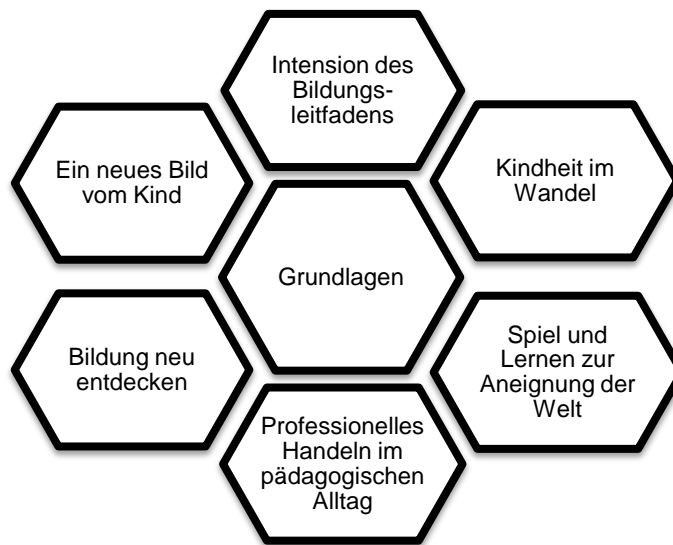 Intension des
Bildungs-
leitfadens
Ein neues Bild
vom Kind
Kindheit im
Wandel
Grundlagen
Bildung neu
entdecken
Spiel und
Lernen zur
Aneignung der
Welt
Professionelles
Handeln im
pädagogischen
Alltag